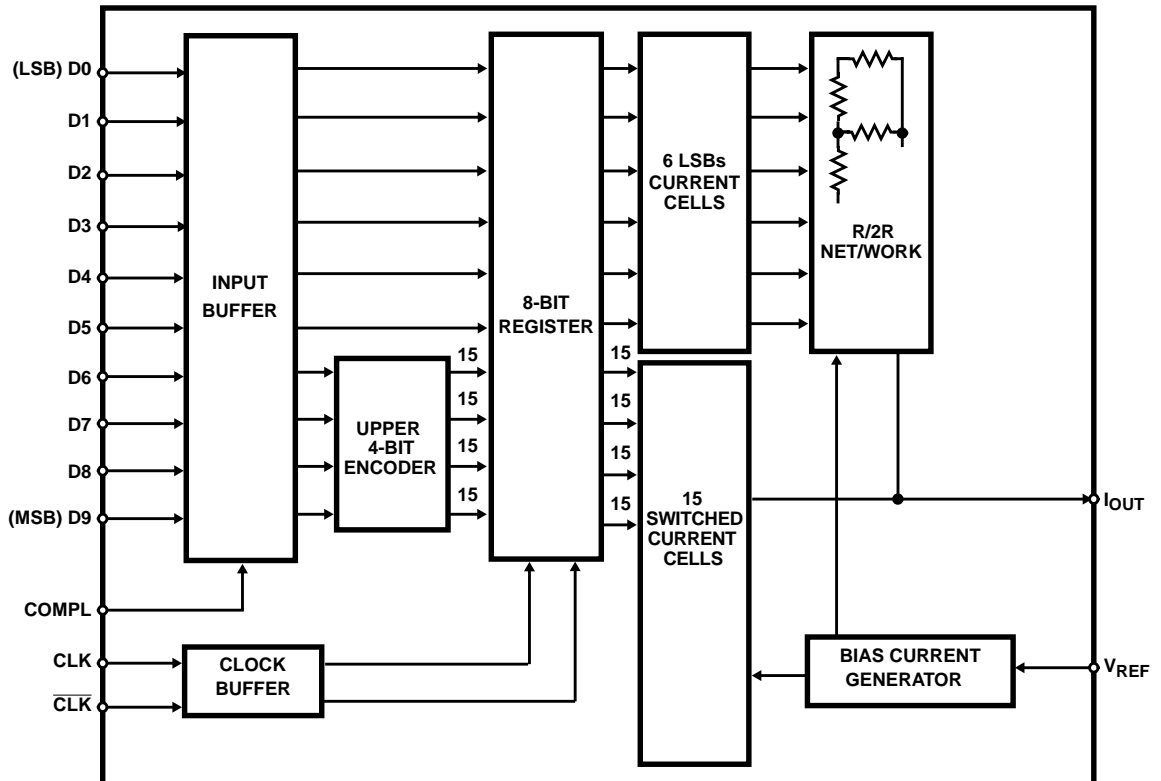 (LSB) D0
D1
D2
D3
D4
D5
D6
D7
D8
(MSB) D9
COMPL
CLK
C̅L̅K̅
INPUT
BUFFER
UPPER
4-BIT
ENCODER
CLOCK
BUFFER
15
15
15
15
8-BIT
REGISTER
15
15
15
15
6 LSBs
CURRENT
CELLS
15
SWITCHED
CURRENT
CELLS
R/2R
NET/WORK
BIAS CURRENT
GENERATOR
IOUT
VREF